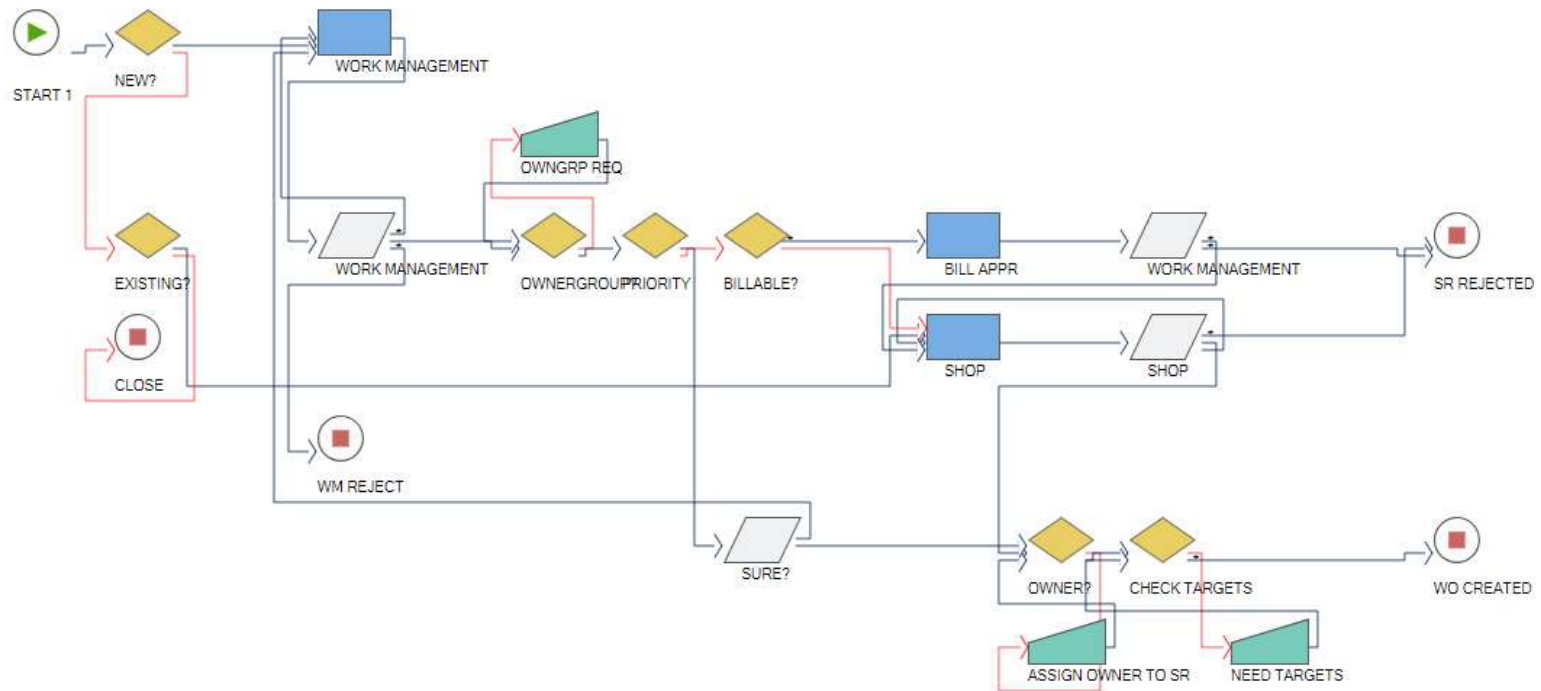 WORK MANAGEMENT
NEW?
START 1
OWNGRP REQ
WORK MANAGEMENT
BILL APPR
WORK MANAGEMENT
EXISTING?
OWNERGROUP?
PRIORITY
BILLABLE?
SR REJECTED
SHOP
SHOP
CLOSE
WM REJECT
SURE?
OWNER?
CHECK TARGETS
WO CREATED
ASSIGN OWNER TO SR
NEED TARGETS